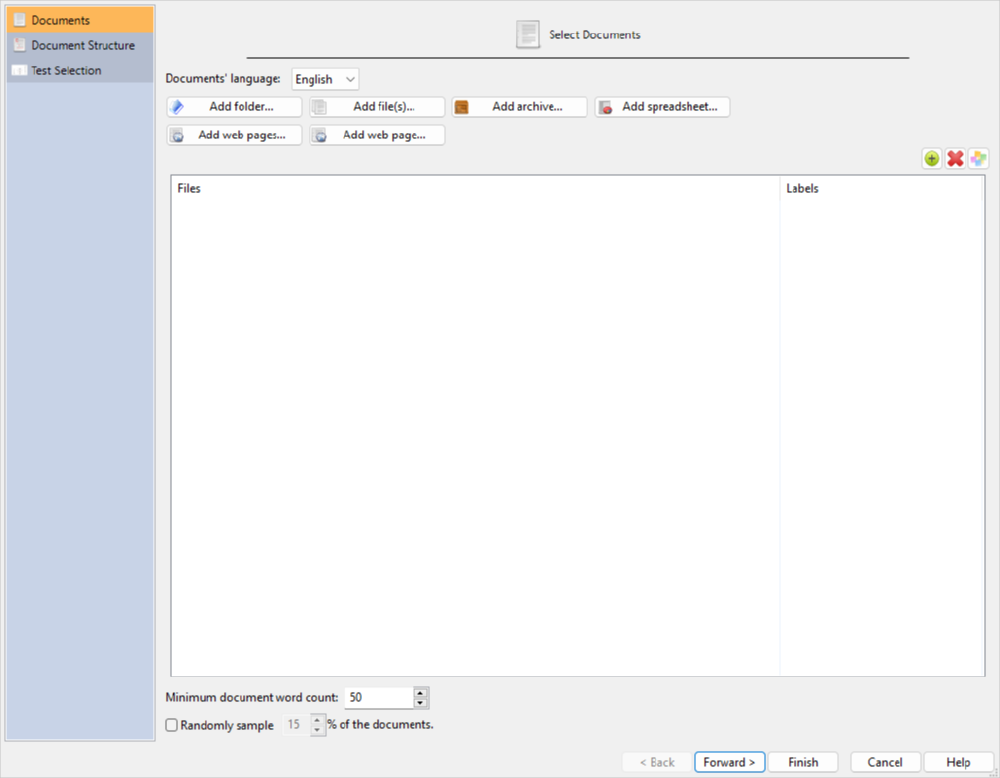 Documents
Document Structure
Test Selection
Select Documents
Documents' language: English
Add folder... Add file(s)... Add archive... Add spreadsheet...
Add web pages... Add web page...
Files Labels
Minimum document word count: 50
Randomly sample 15 % of the documents.
< Back Forward > Finish Cancel Help